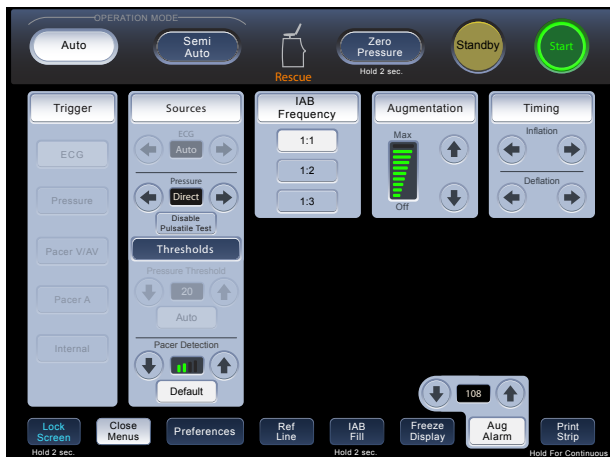 OPERATION MODE
Auto
Semi
Auto
Rescue
Zero
Pressure
Hold 2 sec.
Standby
Start
Trigger
ECG
Pressure
Pacer V/AV
Pacer A
Internal
Sources
ECG
Auto
Pressure
Direct
Disable
Pulsatile Test
Thresholds
Pressure Threshold
20
Auto
Pacer Detection
Default
IAB
Frequency
1:1
1:2
1:3
Augmentation
Max
Off
Timing
Inflation
Deflation
108
Lock
Screen
Hold 2 sec.
Close
Menus
Preferences
Ref
Line
IAB
Fill
Hold 2 sec.
Freeze
Display
Aug
Alarm
Print
Strip
Hold For Continuous